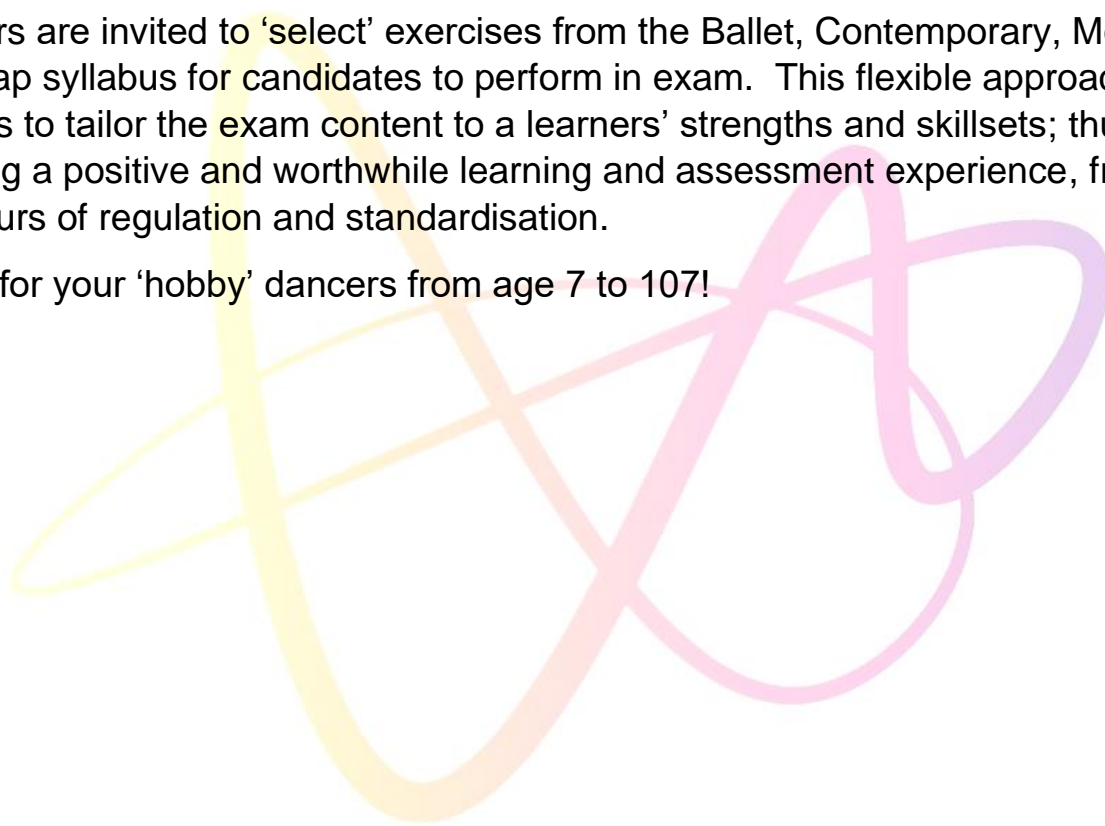 rs are invited to ‘select’ exercises from the Ballet, Contemporary, M
ap syllabus for candidates to perform in exam.  This flexible approac
s to tailor the exam content to a learners’ strengths and skillsets; thu
g a positive and worthwhile learning and assessment experience, fr
urs of regulation and standardisation.
for your ‘hobby’ dancers from age 7 to 107!